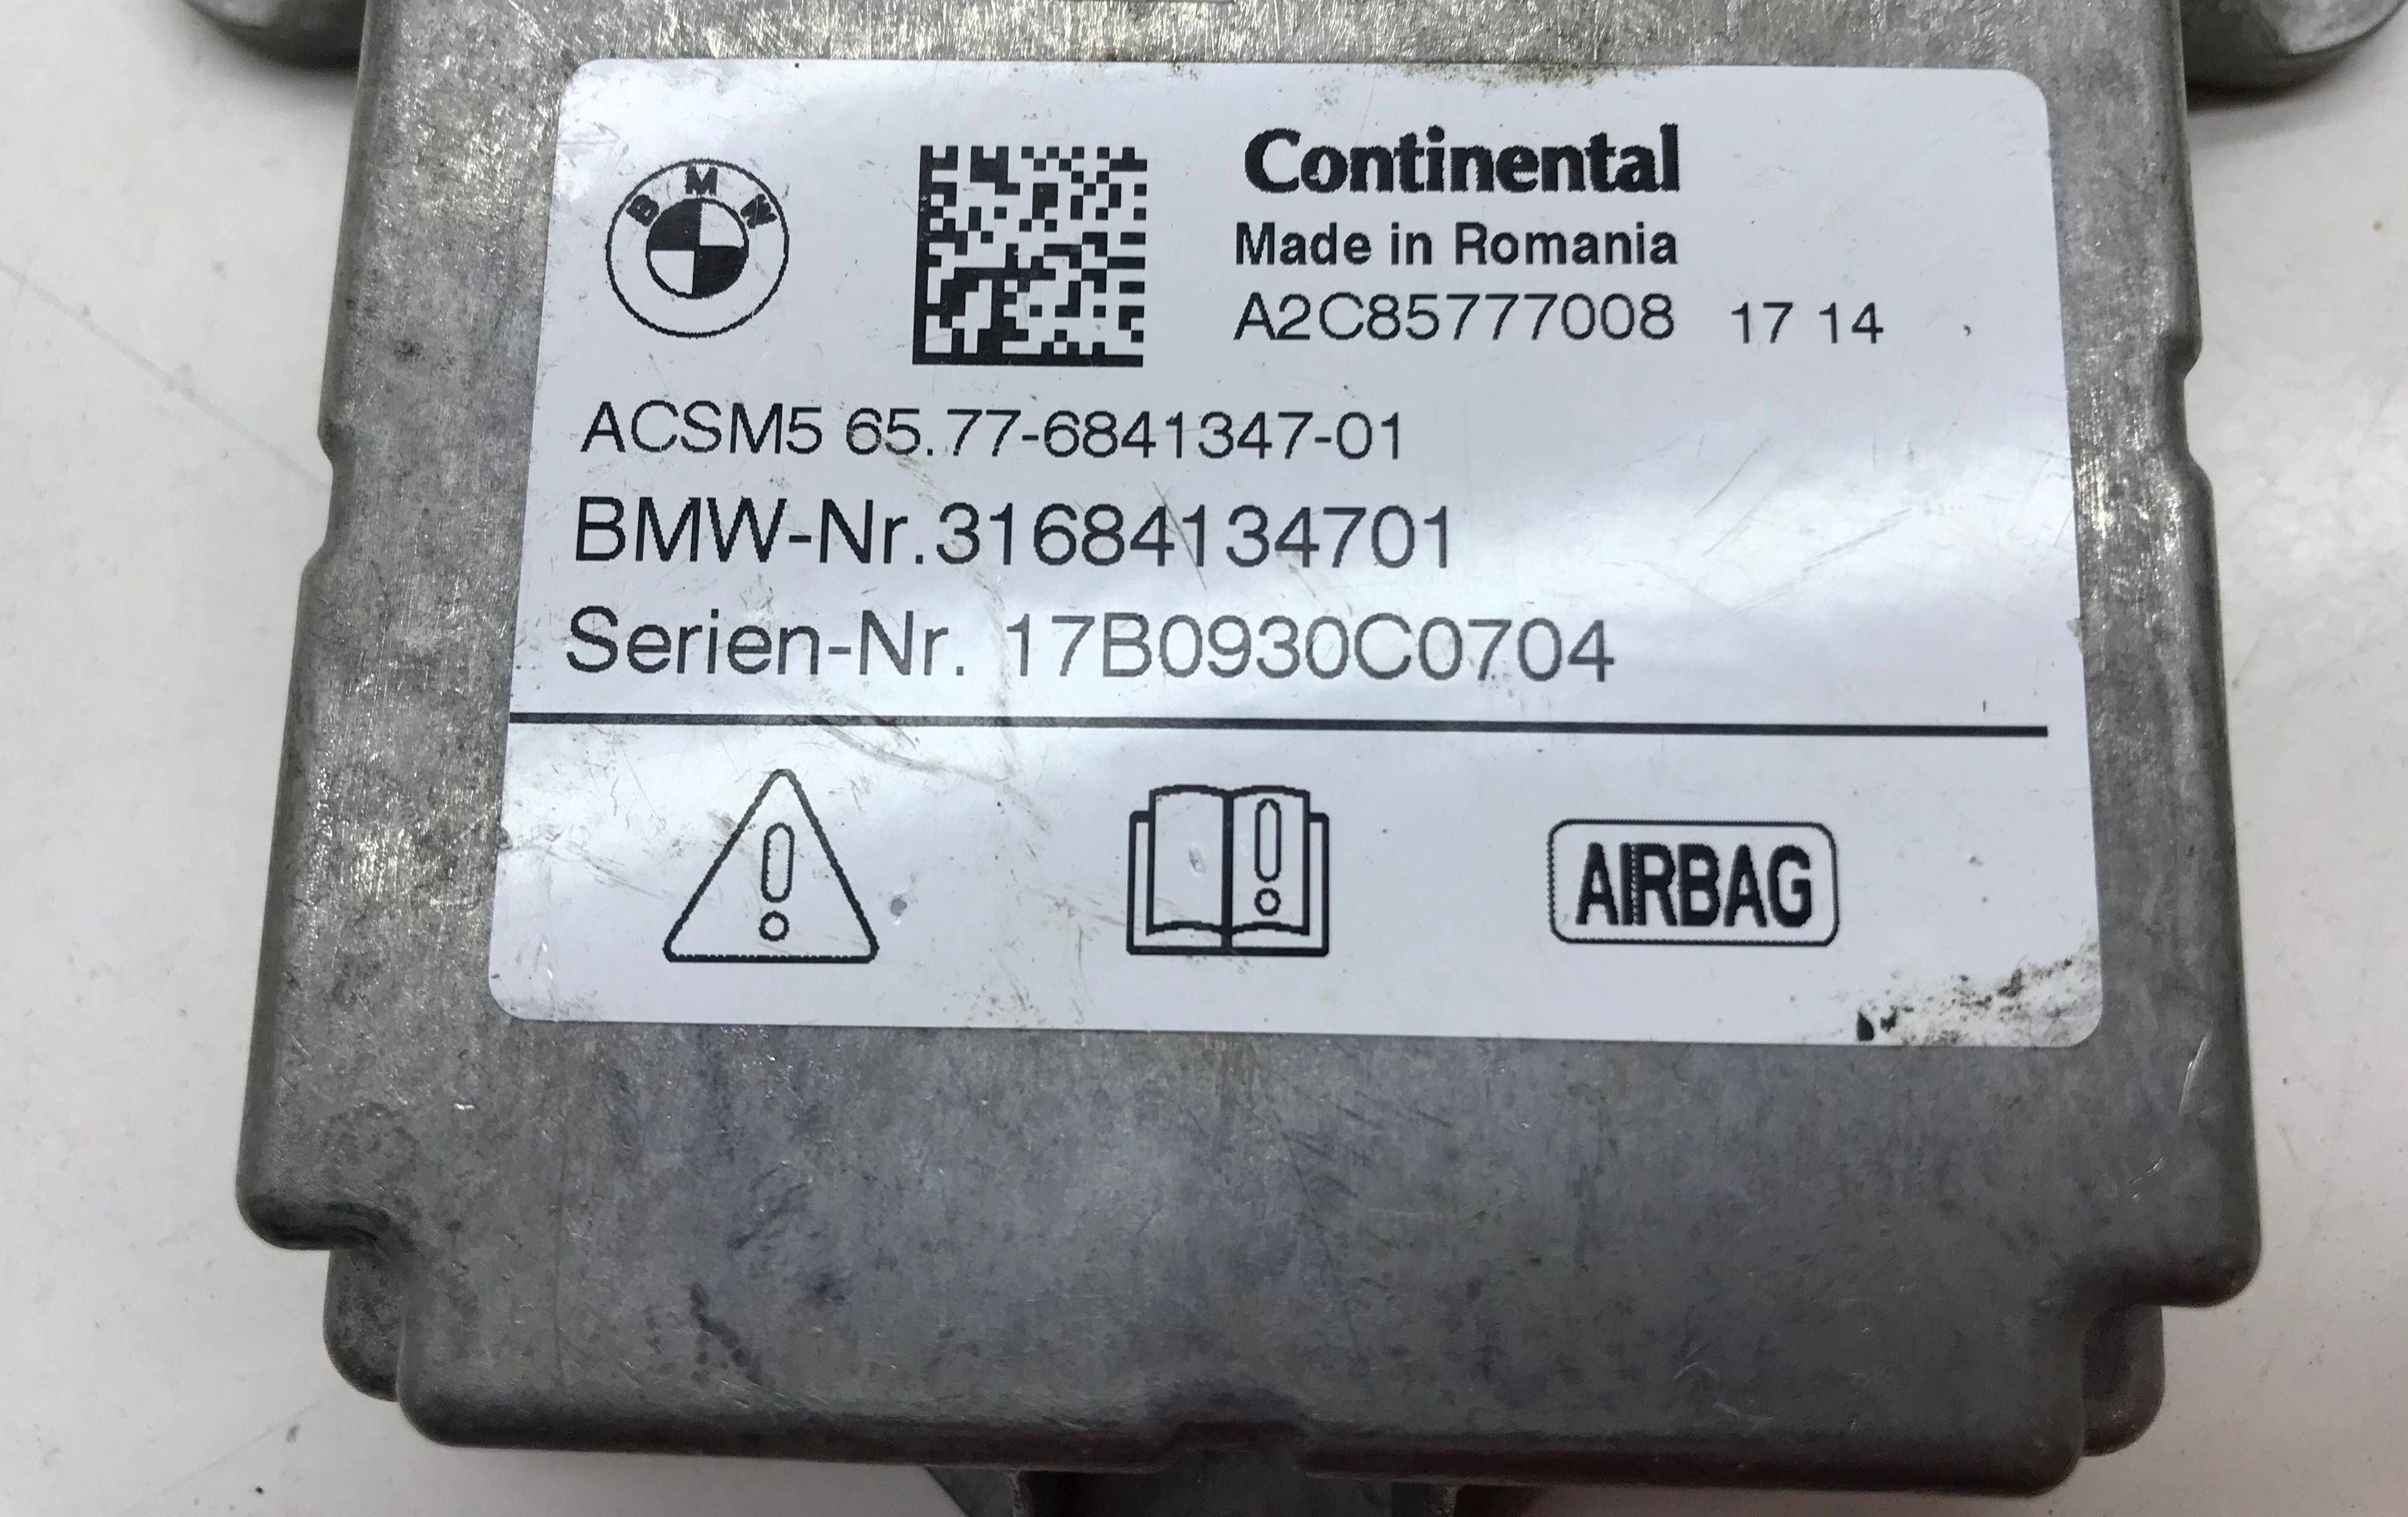 BMW
Continental
Made in Romania
A2C85777008 17 14
ACSM5 65.77-6841347-01
BMW-Nr.31684134701
Serien-Nr. 17B0930C0704
AIRBAG